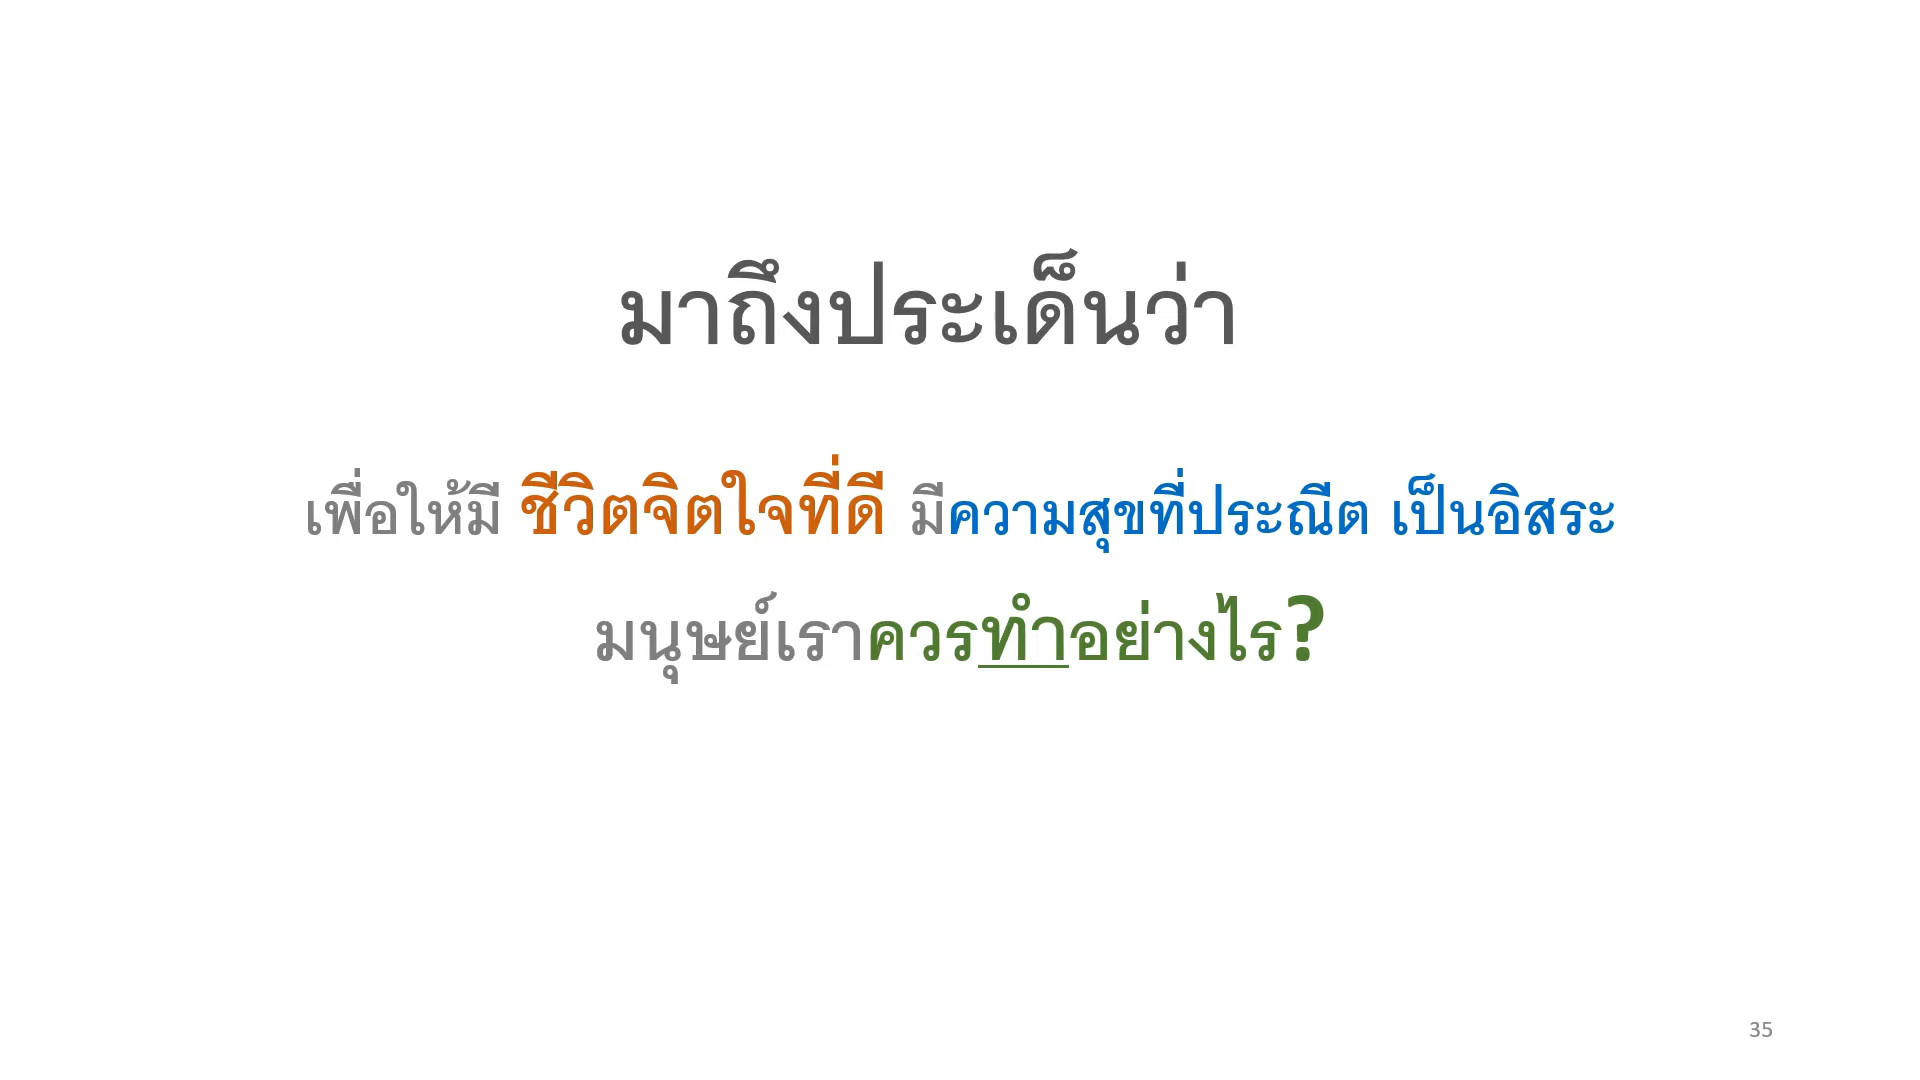 มาถึงประเด็นว่า
เพื่อให้มี ชีวิตจิตใจที่ดี มีความสุขที่ประณีต เป็นอิสระ
มนุษย์เราควรทำอย่างไร?
35